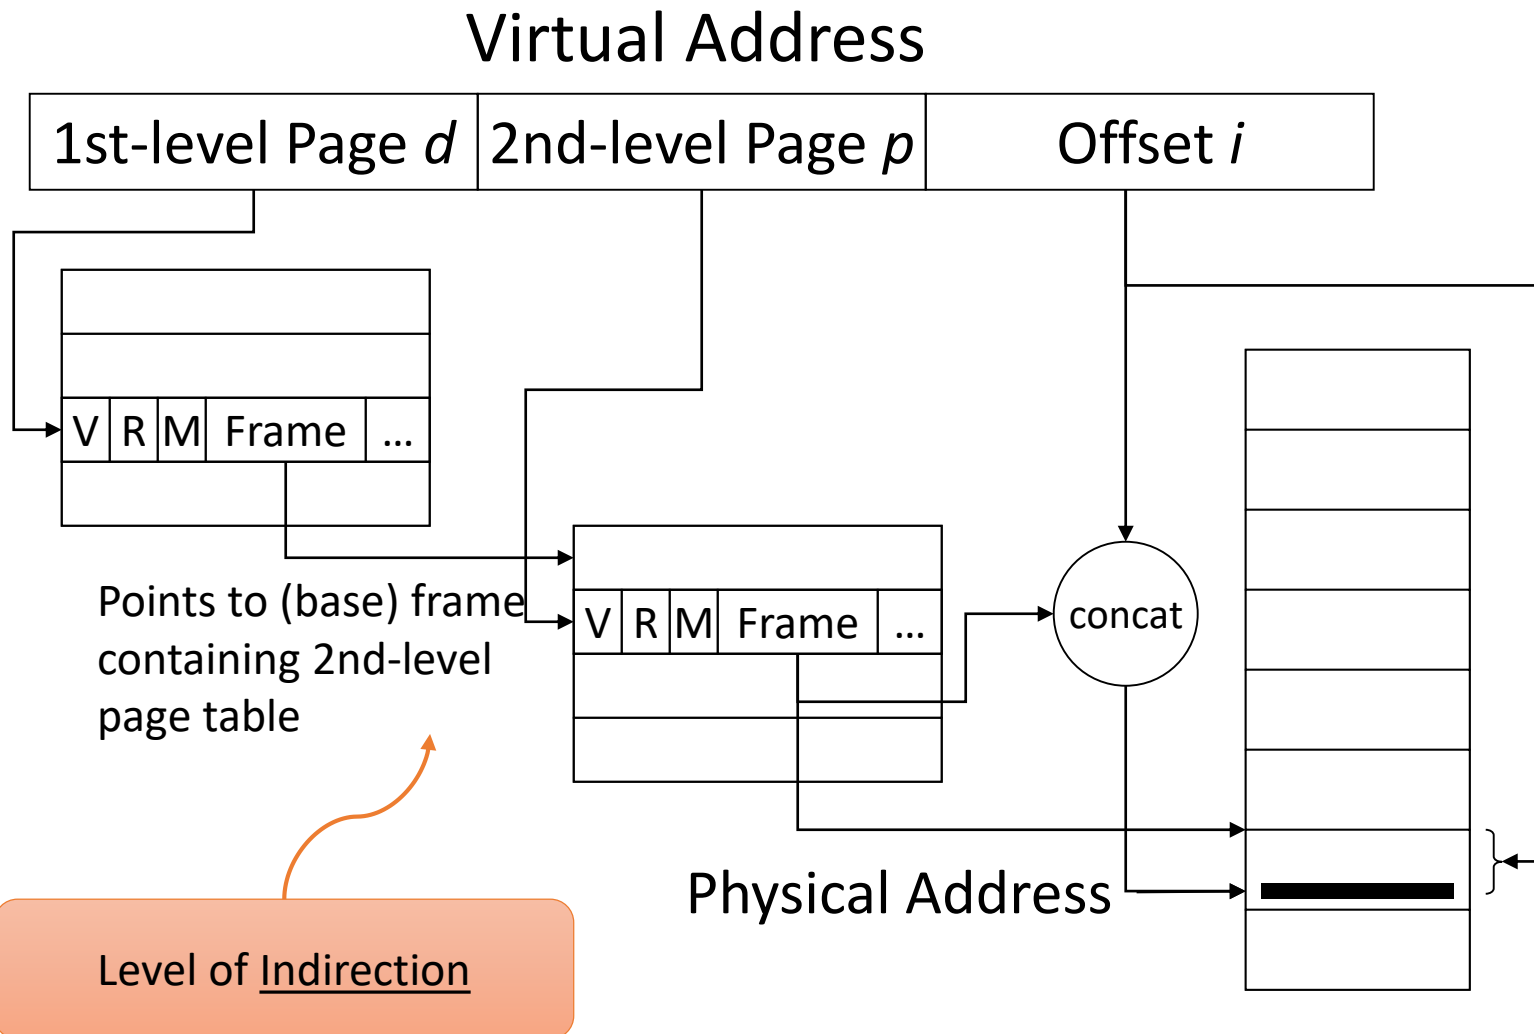 Virtual Address
1st-level Page d 2nd-level Page p Offset i
V R M Frame ...
Points to (base) frame
containing 2nd-level
page table
V R M Frame ...
concat
Physical Address
Level of Indirection